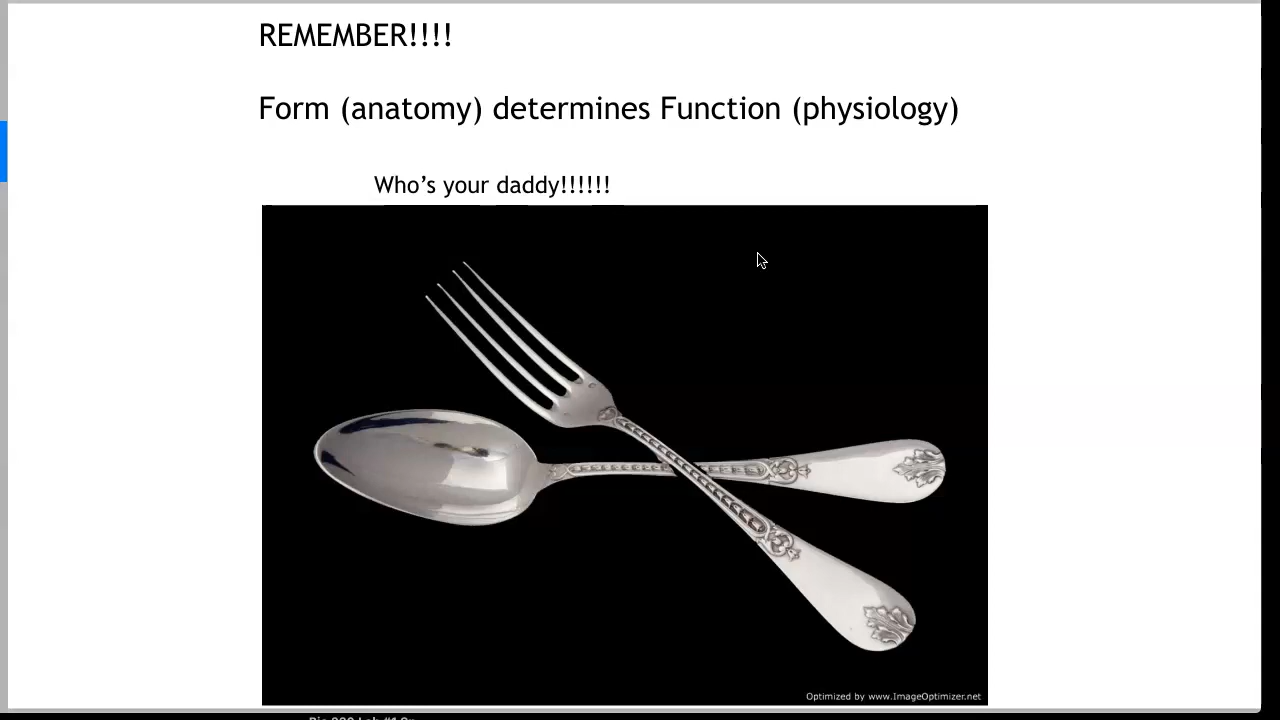 REMEMBER!!!!
Form (anatomy) determines Function (physiology)
Who’s your daddy!!!!!!
Optimized by www.ImageOptimizer.net